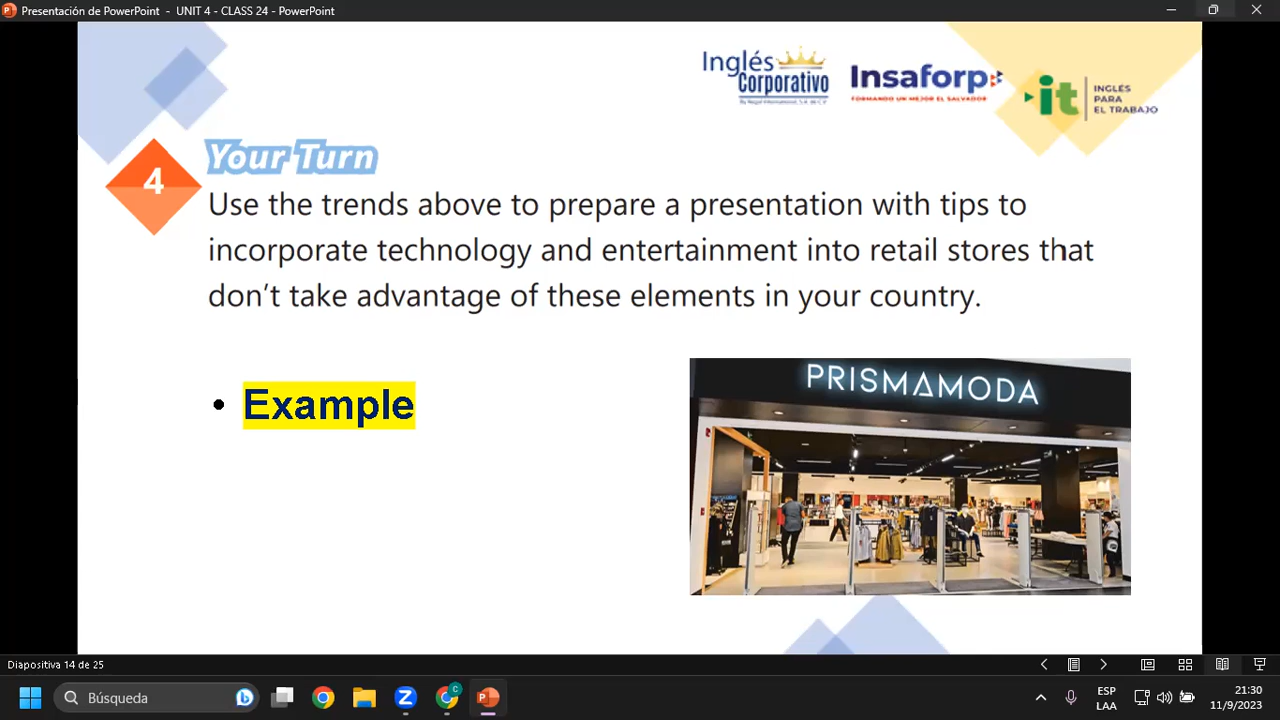 Presentación de PowerPoint - UNIT 4 - CLASS 24 - PowerPoint
Inglés
Corporativo
Insaforp
FORMANDO UN MEJOR EL SALVADOR
it
INGLÉS
PARA
EL TRABAJO
Your Turn
4
Use the trends above to prepare a presentation with tips to
incorporate technology and entertainment into retail stores that
don't take advantage of these elements in your country.
• Example
PRISMAMODA
Diapositiva 14 de 25
Búsqueda
ESP
LAA
21:30
11/9/2023